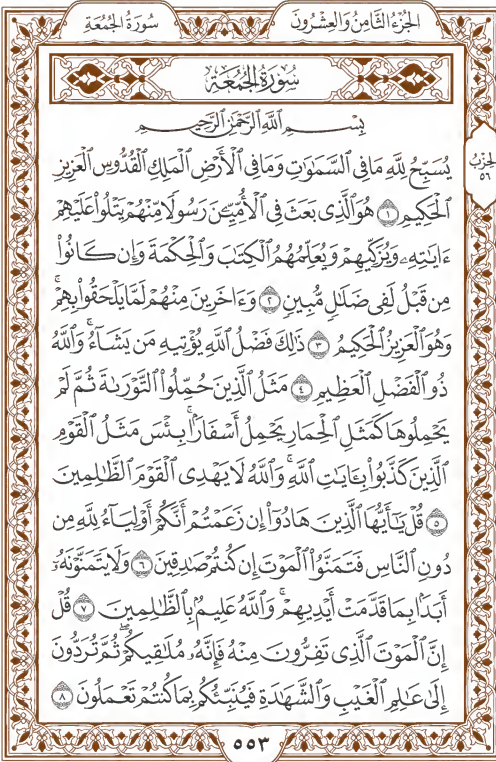 الجُزْءُ الثَّامِنُ وَالعِشْرُونَ سُورَةُ الجُمُعَةِ
سُورَةُ الجُمُعَةِ
بِسْمِ ٱللَّهِ ٱلرَّحْمَٰنِ ٱلرَّحِيمِ
يُسَبِّحُ لِلَّهِ مَا فِي ٱلسَّمَٰوَٰتِ وَمَا فِي ٱلْأَرْضِ ٱلْمَلِكِ ٱلْقُدُّوسِ ٱلْعَزِيزِ
الحِزْبُ
٥٦
ٱلْحَكِيمِ ١ هُوَ ٱلَّذِي بَعَثَ فِي ٱلْأُمِّيِّـۧنَ رَسُولًا مِّنْهُمْ يَتْلُوا۟ عَلَيْهِمْ
ءَايَٰتِهِۦ وَيُزَكِّيهِمْ وَيُعَلِّمُهُمُ ٱلْكِتَٰبَ وَٱلْحِكْمَةَ وَإِن كَانُوا۟
مِن قَبْلُ لَفِي ضَلَٰلٍ مُّبِينٍ ٢ وَءَاخَرِينَ مِنْهُمْ لَمَّا يَلْحَقُوا۟ بِهِمْ ۚ
وَهُوَ ٱلْعَزِيزُ ٱلْحَكِيمُ ٣ ذَٰلِكَ فَضْلُ ٱللَّهِ يُؤْتِيهِ مَن يَشَآءُ ۚ وَٱللَّهُ
ذُو ٱلْفَضْلِ ٱلْعَظِيمِ ٤ مَثَلُ ٱلَّذِينَ حُمِّلُوا۟ ٱلتَّوْرَىٰةَ ثُمَّ لَمْ
يَحْمِلُوهَا كَمَثَلِ ٱلْحِمَارِ يَحْمِلُ أَسْفَارًۢا ۚ بِئْسَ مَثَلُ ٱلْقَوْمِ
ٱلَّذِينَ كَذَّبُوا۟ بِـَٔايَٰتِ ٱللَّهِ ۚ وَٱللَّهُ لَا يَهْدِي ٱلْقَوْمَ ٱلظَّٰلِمِينَ
٥ قُلْ يَٰٓأَيُّهَا ٱلَّذِينَ هَادُوٓا۟ إِن زَعَمْتُمْ أَنَّكُمْ أَوْلِيَآءُ لِلَّهِ مِن
دُونِ ٱلنَّاسِ فَتَمَنَّوُا۟ ٱلْمَوْتَ إِن كُنتُمْ صَٰدِقِينَ ٦ وَلَا يَتَمَنَّوْنَهُۥٓ
أَبَدًۢا بِمَا قَدَّمَتْ أَيْدِيهِمْ ۚ وَٱللَّهُ عَلِيمٌۢ بِٱلظَّٰلِمِينَ ٧ قُلْ
إِنَّ ٱلْمَوْتَ ٱلَّذِي تَفِرُّونَ مِنْهُ فَإِنَّهُۥ مُلَٰقِيكُمْ ۖ ثُمَّ تُرَدُّونَ
إِلَىٰ عَٰلِمِ ٱلْغَيْبِ وَٱلشَّهَٰدَةِ فَيُنَبِّئُكُم بِمَا كُنتُمْ تَعْمَلُونَ ٨
٥٥٣